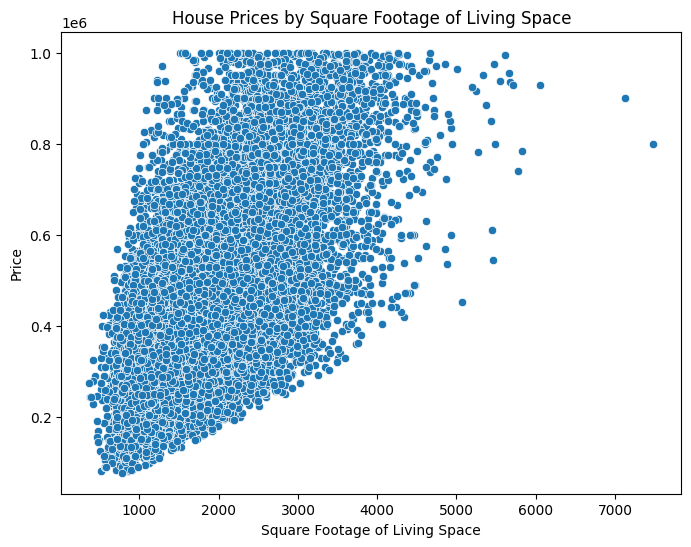 House Prices by Square Footage of Living Space
1e6
1.0
0.8
0.6
0.4
0.2
Price
1000 2000 3000 4000 5000 6000 7000
Square Footage of Living Space